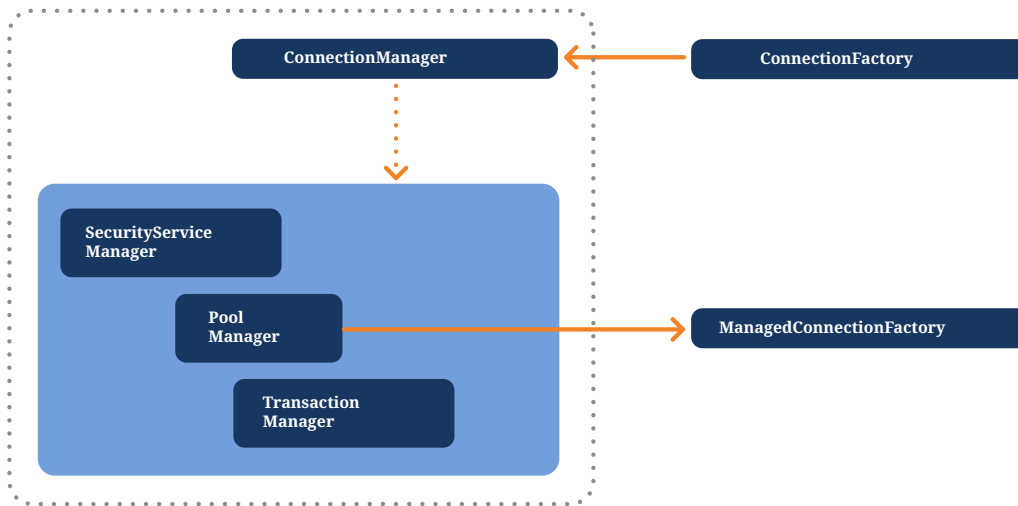 ConnectionManager
ConnectionFactory
SecurityService
Manager
Pool
Manager
ManagedConnectionFactory
Transaction
Manager